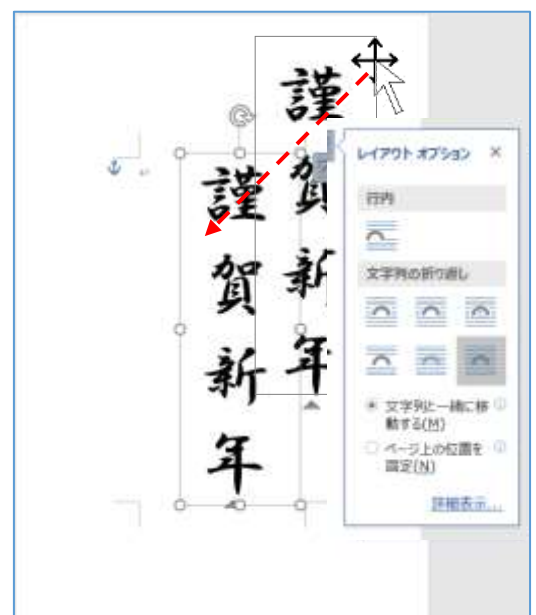 謹賀新年
謹賀新年
レイアウト オプション
行内
文字列の折り返し
文字列と一緒に移
動する(M)
ページ上の位置を
固定(N)
詳細表示...